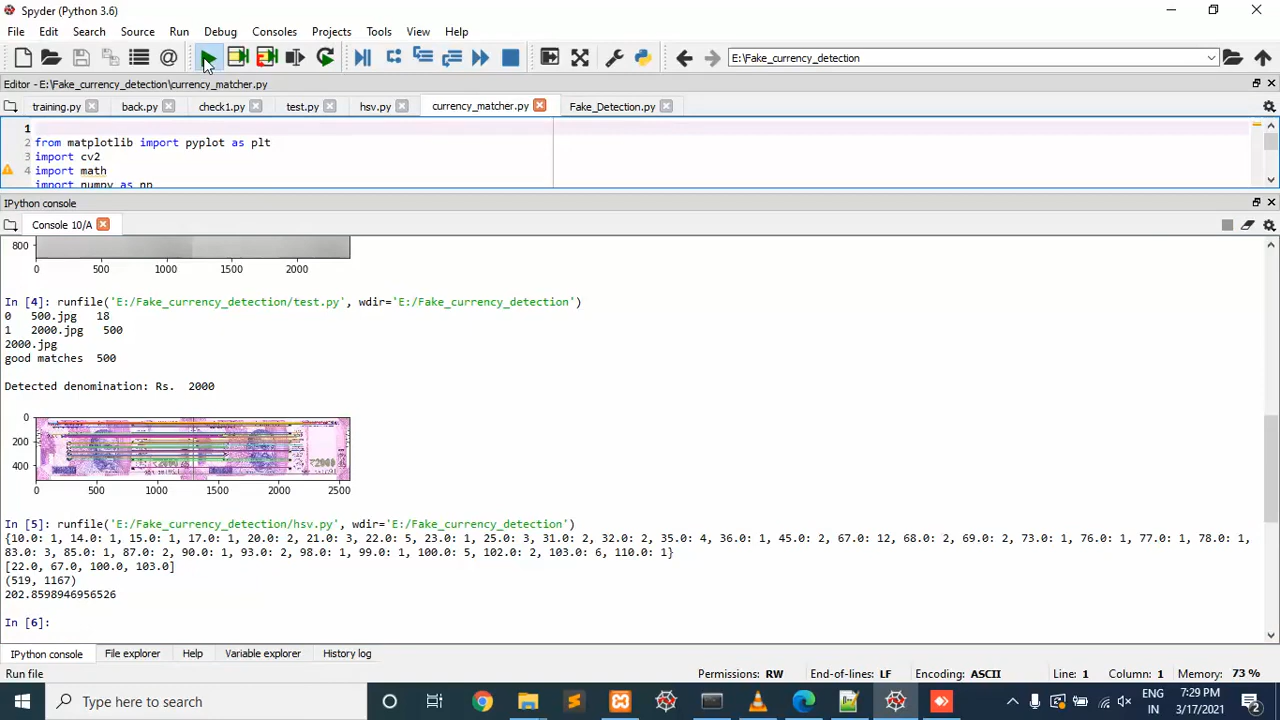 Spyder (Python 3.6)
File Edit Search Source Run Debug Consoles Projects Tools View Help
E:\Fake_currency_detection
Editor - E:\Fake_currency_detection\currency_matcher.py
training.py back.py check1.py test.py hsv.py currency_matcher.py Fake_Detection.py
1
2 from matplotlib import pyplot as plt
3 import cv2
4 import math
import numpy as np
IPython console
Console 10/A
800
0 500 1000 1500 2000
In [4]: runfile('E:/Fake_currency_detection/test.py', wdir='E:/Fake_currency_detection')
0 500.jpg 18
1 2000.jpg 500
2000.jpg
good matches 500
Detected denomination: Rs. 2000
0
200
400
0 500 1000 1500 2000 2500
In [5]: runfile('E:/Fake_currency_detection/hsv.py', wdir='E:/Fake_currency_detection')
{10.0: 1, 14.0: 1, 15.0: 1, 17.0: 1, 20.0: 2, 21.0: 3, 22.0: 5, 23.0: 1, 25.0: 3, 31.0: 2, 32.0: 2, 35.0: 4, 36.0: 1, 45.0: 2, 67.0: 12, 68.0: 2, 69.0: 2, 73.0: 1, 76.0: 1, 77.0: 1, 78.0: 1,
83.0: 3, 85.0: 1, 87.0: 2, 90.0: 1, 93.0: 2, 98.0: 1, 99.0: 1, 100.0: 5, 102.0: 2, 103.0: 6, 110.0: 1}
[22.0, 67.0, 100.0, 103.0]
(519, 1167)
202.8598946956526
In [6]:
IPython console File explorer Help Variable explorer History log
Run file Permissions: RW End-of-lines: LF Encoding: ASCII Line: 1 Column: 1 Memory: 73 %
Type here to search
ENG
IN
7:29 PM
3/17/2021
2